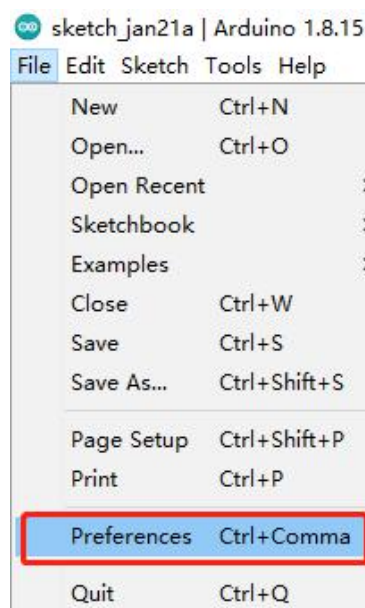 sketch_jan21a | Arduino 1.8.15
File Edit Sketch Tools Help
New Ctrl+N
Open... Ctrl+O
Open Recent
Sketchbook
Examples
Close Ctrl+W
Save Ctrl+S
Save As... Ctrl+Shift+S
Page Setup Ctrl+Shift+P
Print Ctrl+P
Preferences Ctrl+Comma
Quit Ctrl+Q